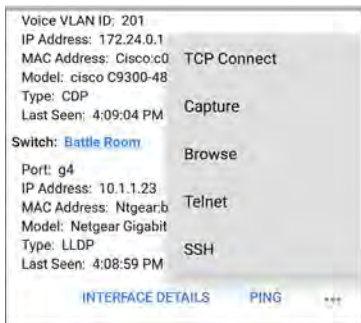 Voice VLAN ID: 201
IP Address: 172.24.0.1
MAC Address: Cisco:c0
Model: cisco C9300-48
Type: CDP
Last Seen: 4:09:04 PM
Switch: Battle Room
Port: g4
IP Address: 10.1.1.23
MAC Address: Ntgear:b
Model: Netgear Gigabit
Type: LLDP
Last Seen: 4:08:59 PM
TCP Connect
Capture
Browse
Telnet
SSH
INTERFACE DETAILS PING ...